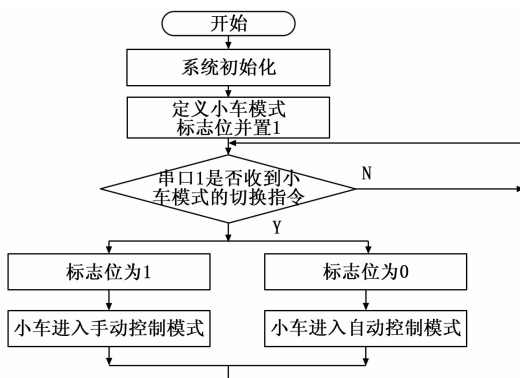 开始
系统初始化
定义小车模式
标志位并置1
串口1是否收到小
车模式的切换指令
N
Y
标志位为1
标志位为0
小车进入手动控制模式
小车进入自动控制模式